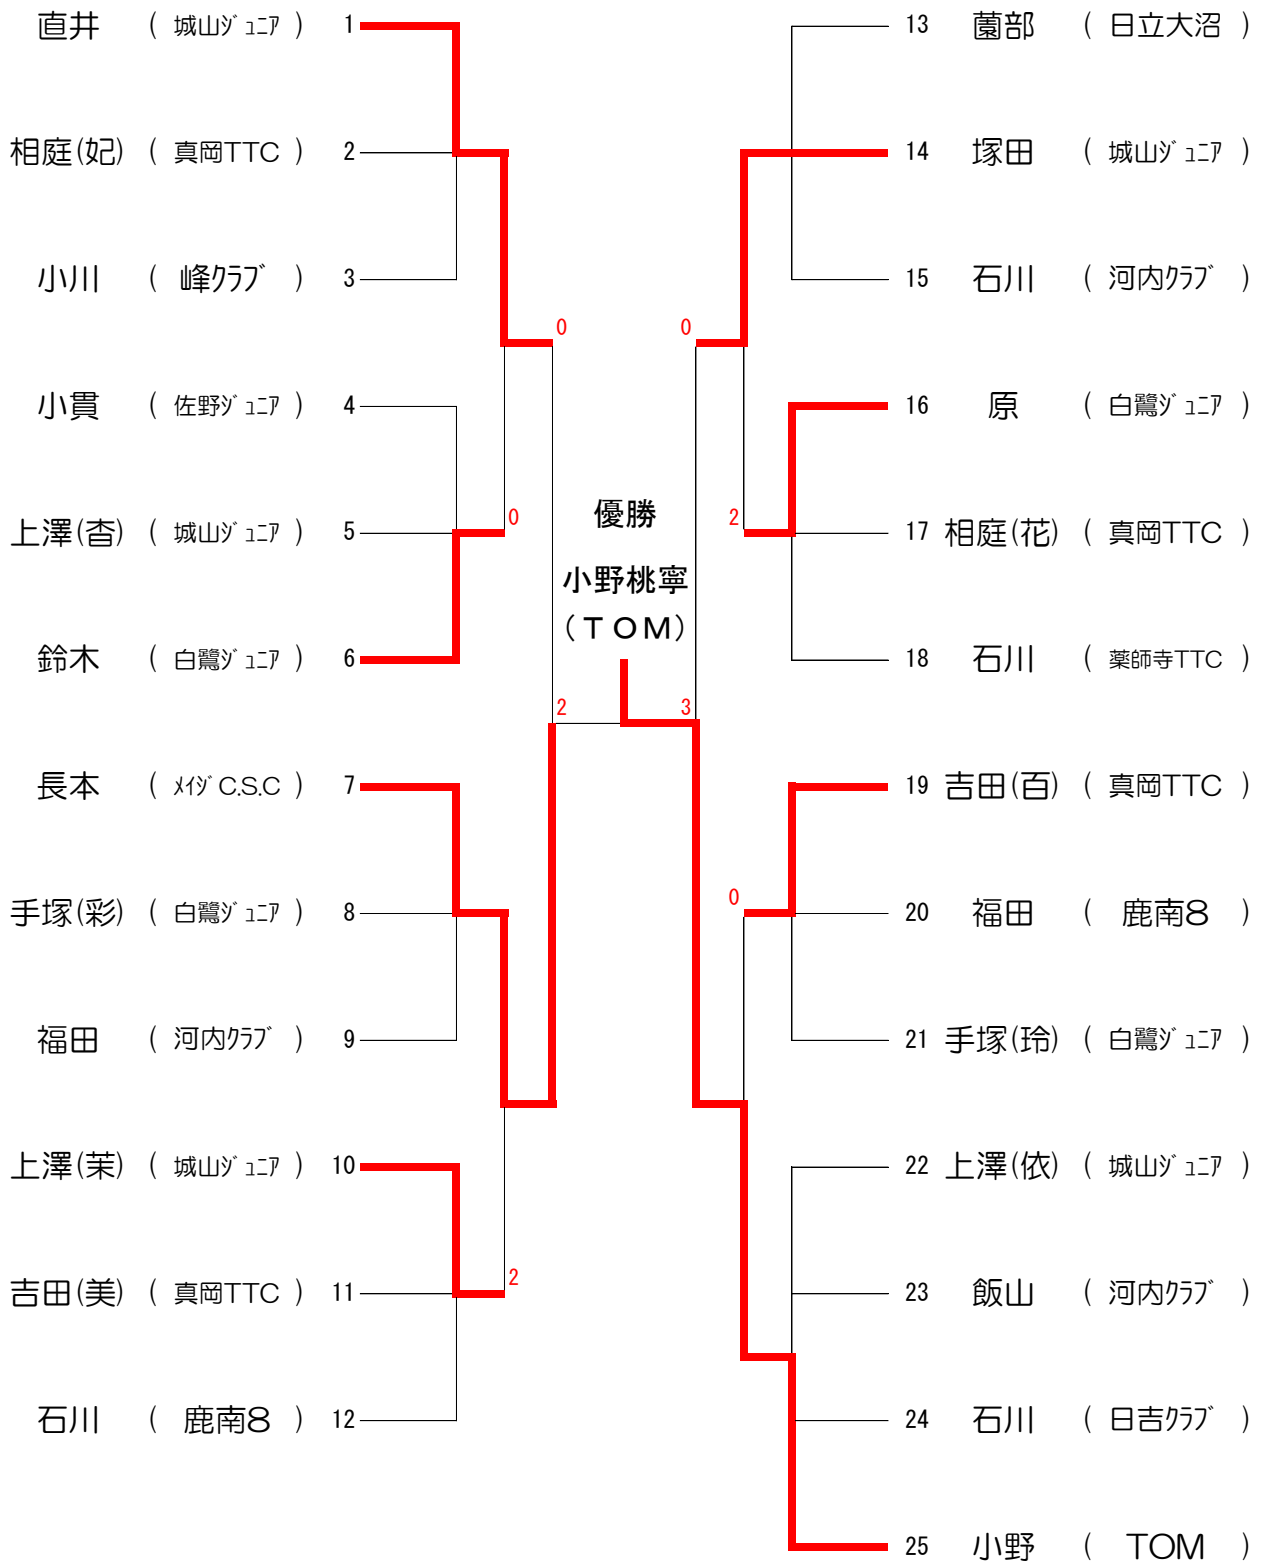 直井 ( 城山ｼﾞｭﾆｱ ) 1
相庭(妃) ( 真岡TTC ) 2
小川 ( 峰ｸﾗﾌﾞ ) 3
小貫 ( 佐野ｼﾞｭﾆｱ ) 4
上澤(杏) ( 城山ｼﾞｭﾆｱ ) 5
鈴木 ( 白鷺ｼﾞｭﾆｱ ) 6
長本 ( ﾒｲｼﾞC.S.C ) 7
手塚(彩) ( 白鷺ｼﾞｭﾆｱ ) 8
福田 ( 河内ｸﾗﾌﾞ ) 9
上澤(茉) ( 城山ｼﾞｭﾆｱ ) 10
吉田(美) ( 真岡TTC ) 11
石川 ( 鹿南8 ) 12
0
0
2
2
優勝
小野桃寧
(ＴＯＭ)
0
2
3
0
13 薗部 ( 日立大沼 )
14 塚田 ( 城山ｼﾞｭﾆｱ )
15 石川 ( 河内ｸﾗﾌﾞ )
16 原 ( 白鷺ｼﾞｭﾆｱ )
17 相庭(花) ( 真岡TTC )
18 石川 ( 薬師寺TTC )
19 吉田(百) ( 真岡TTC )
20 福田 ( 鹿南8 )
21 手塚(玲) ( 白鷺ｼﾞｭﾆｱ )
22 上澤(依) ( 城山ｼﾞｭﾆｱ )
23 飯山 ( 河内ｸﾗﾌﾞ )
24 石川 ( 日吉ｸﾗﾌﾞ )
25 小野 ( TOM )